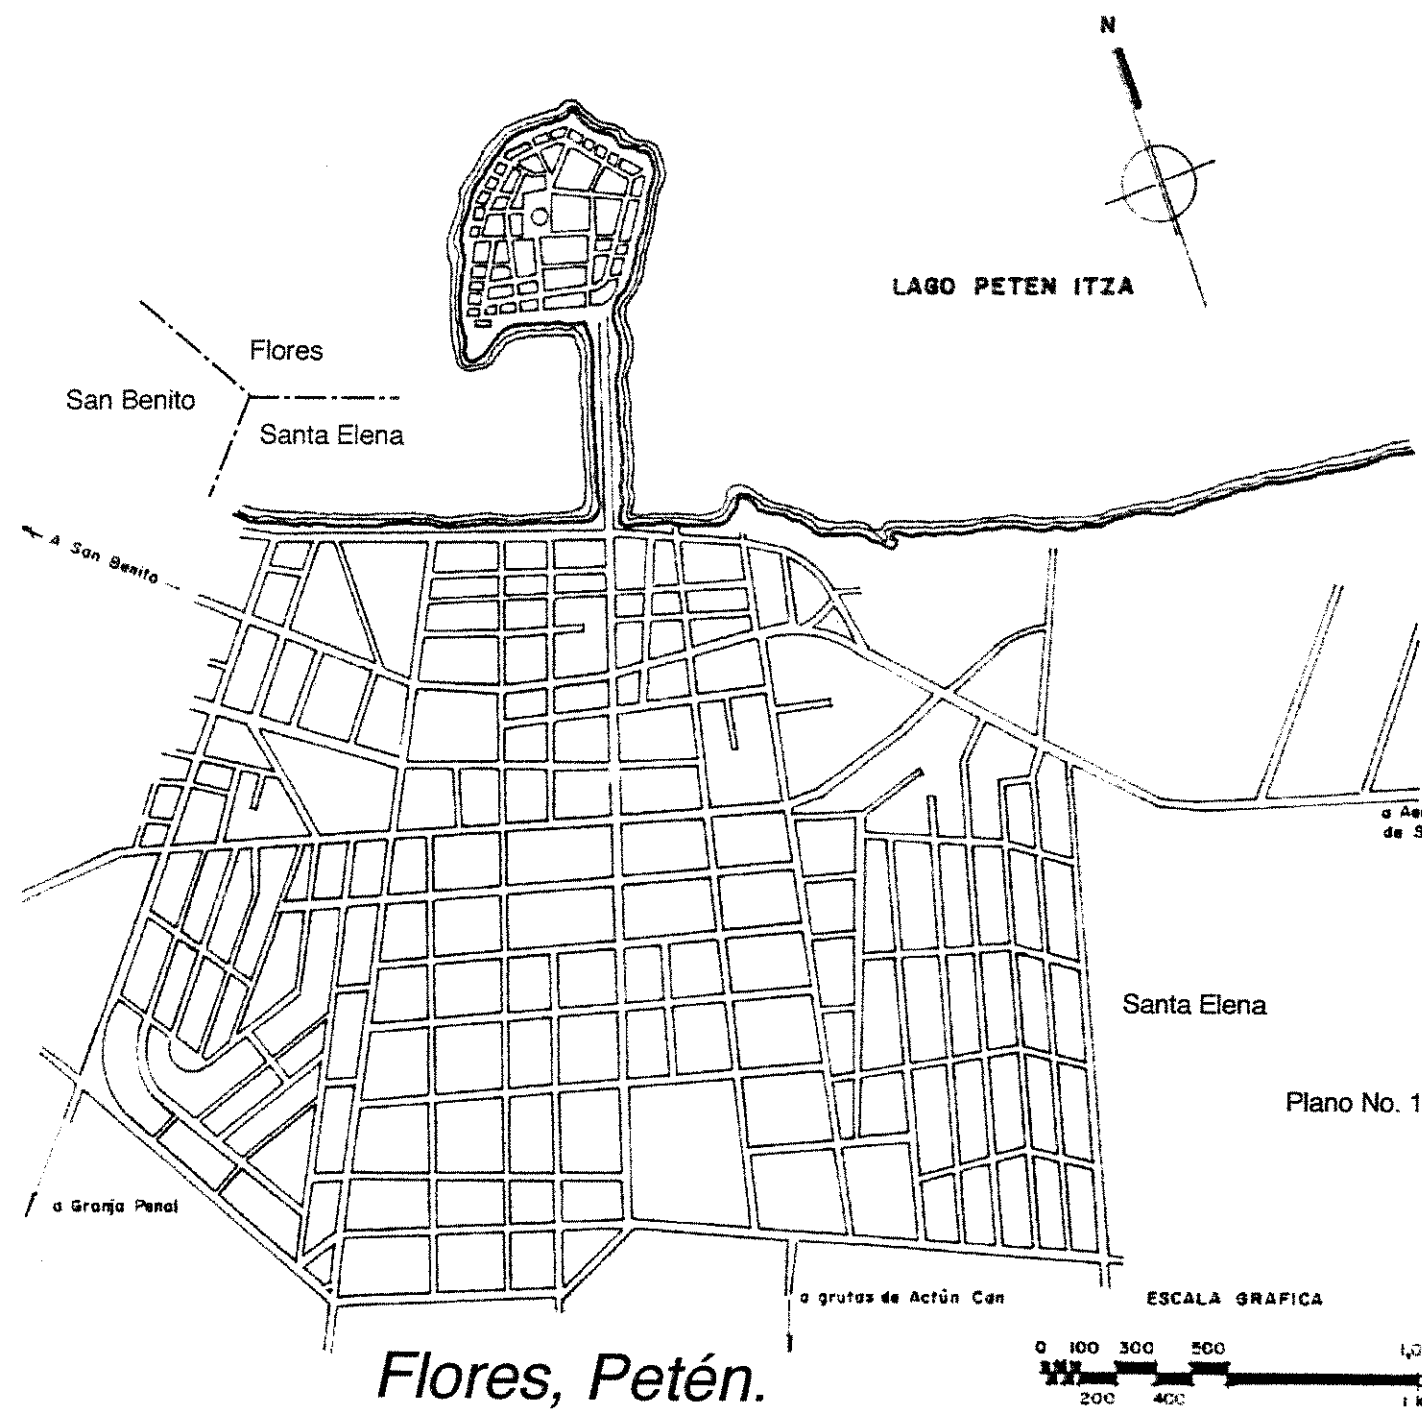 N
LAGO PETEN ITZA
Flores
San Benito
Santa Elena
A San Benito
a
de S
Santa Elena
Plano No. 1
a Granja Penal
a grutas de Actún Can
ESCALA GRAFICA
0 100 300 500
200 400
Flores, Petén.